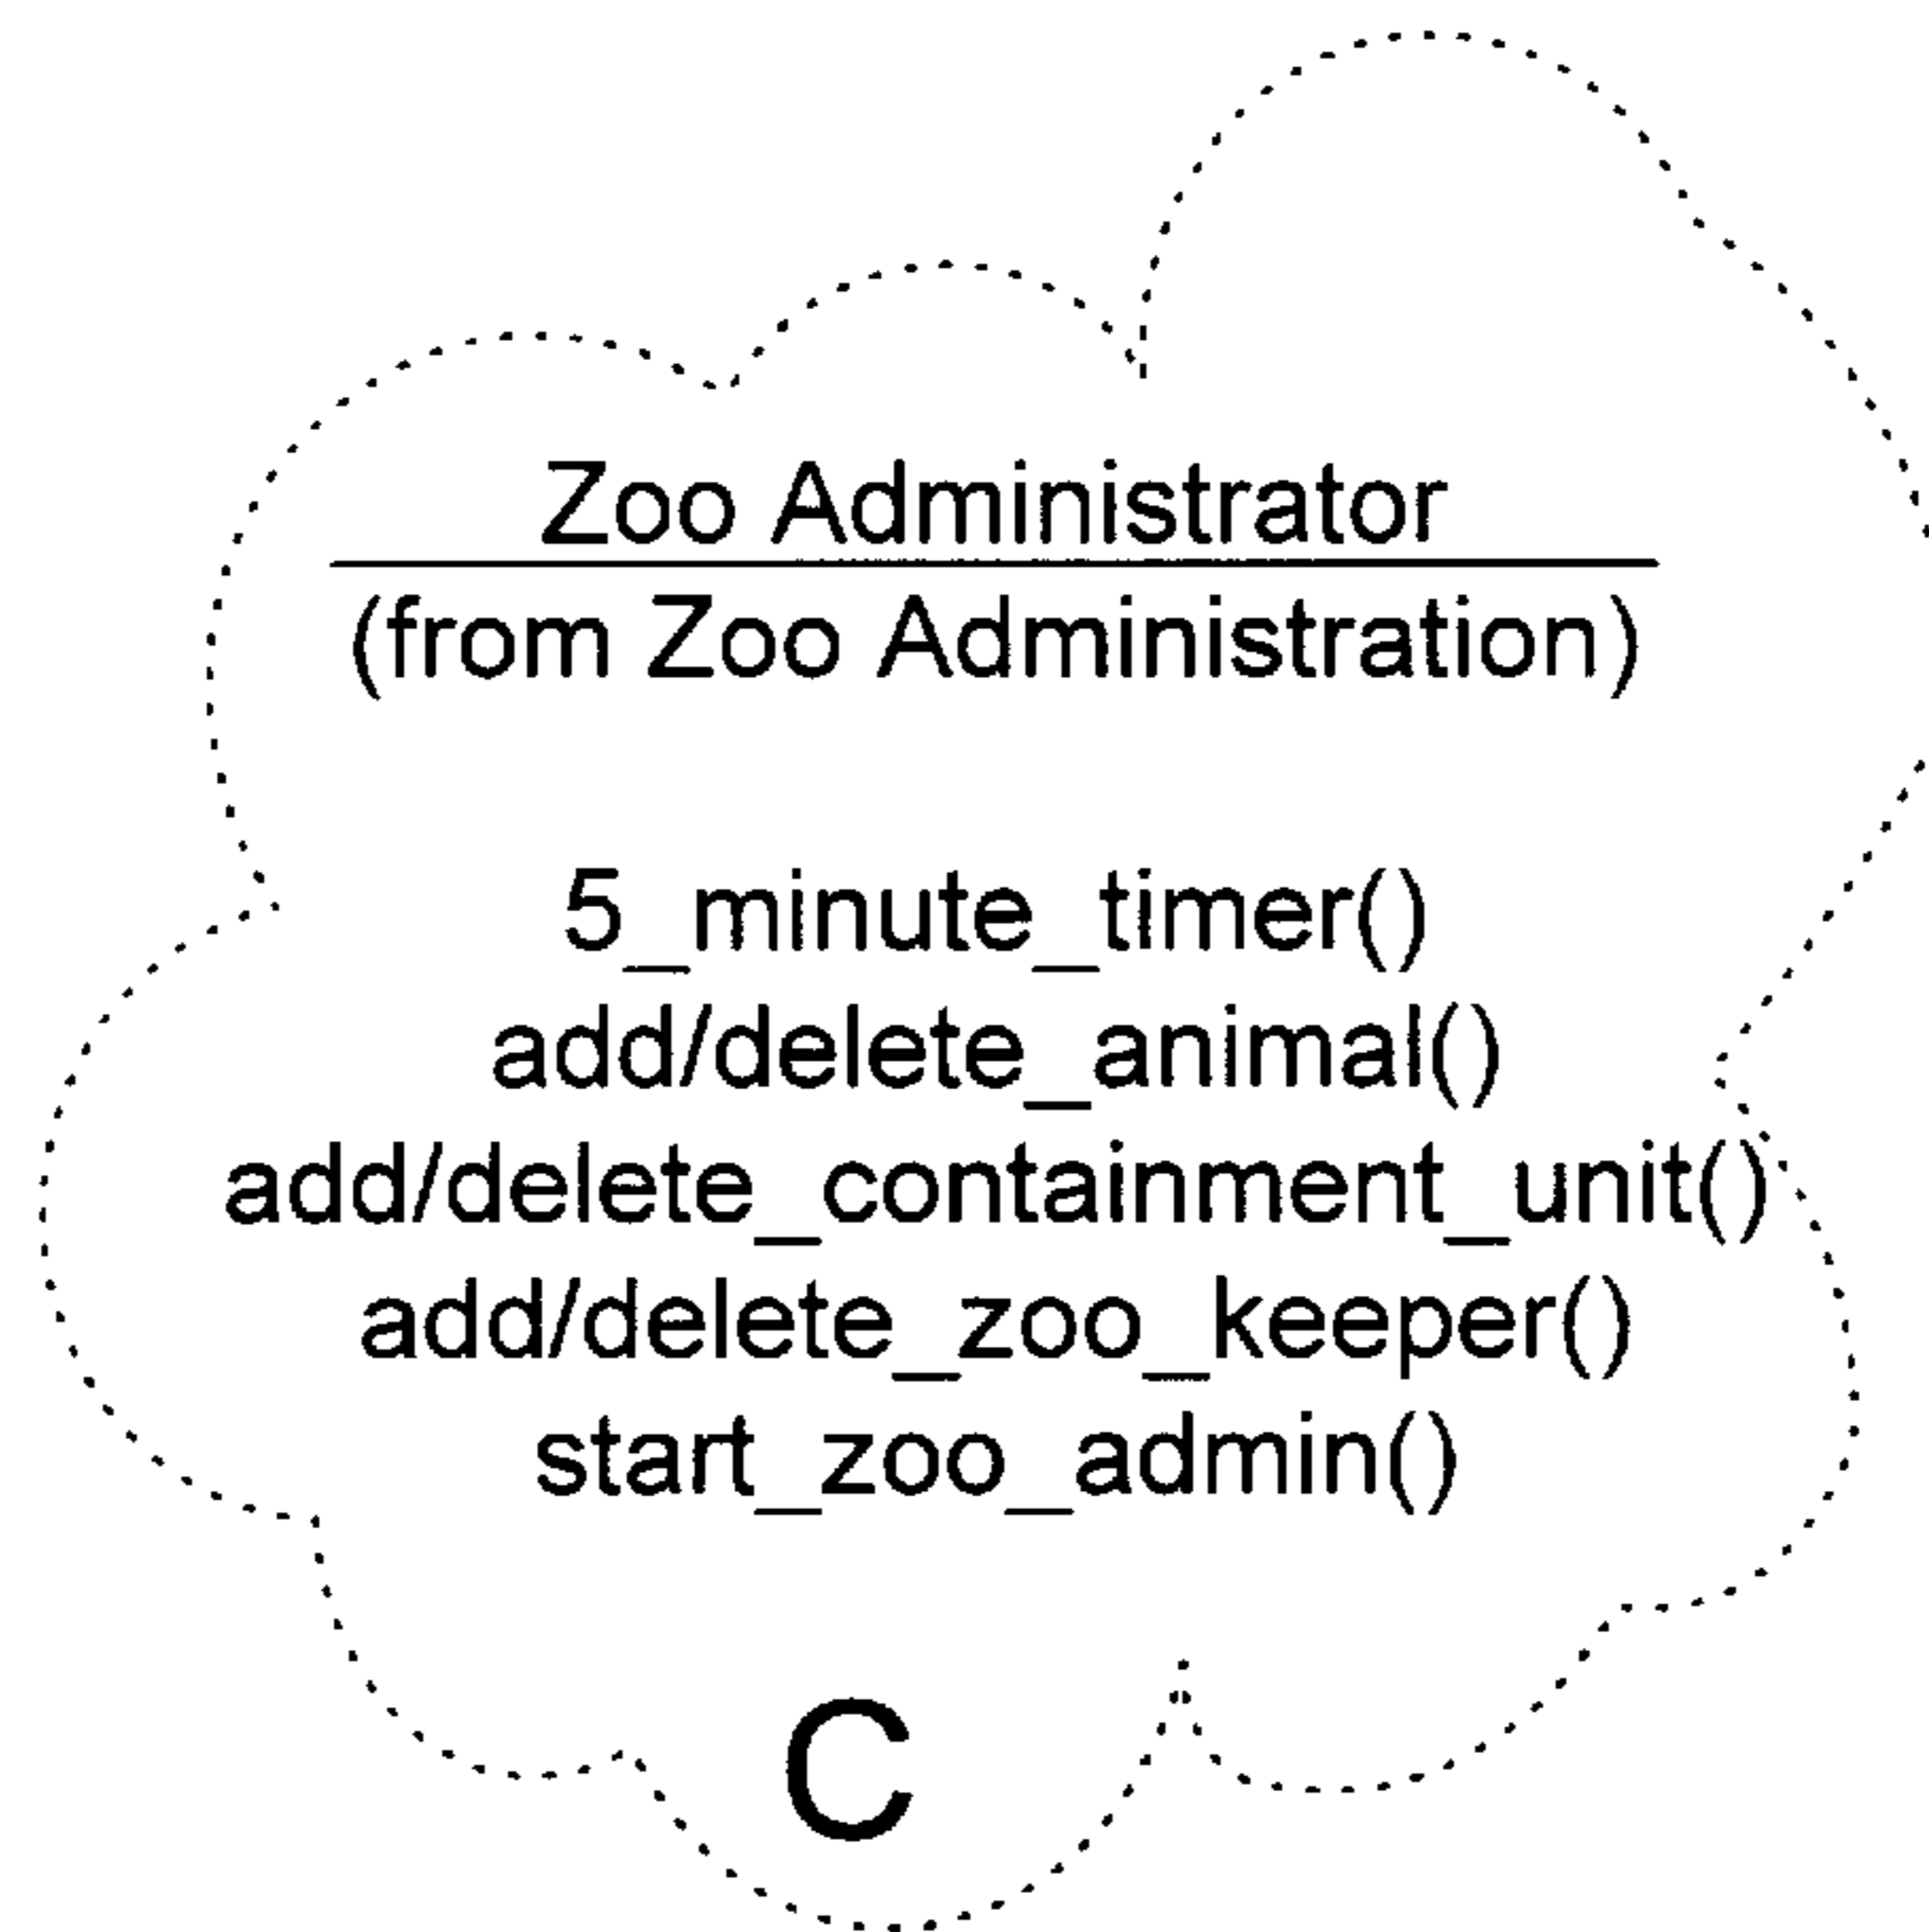 Zoo Administrator
(from Zoo Administration)
5_minute_timer()
add/delete_animal()
add/delete_containment_unit()
add/delete_zoo_keeper()
start_zoo_admin()
C